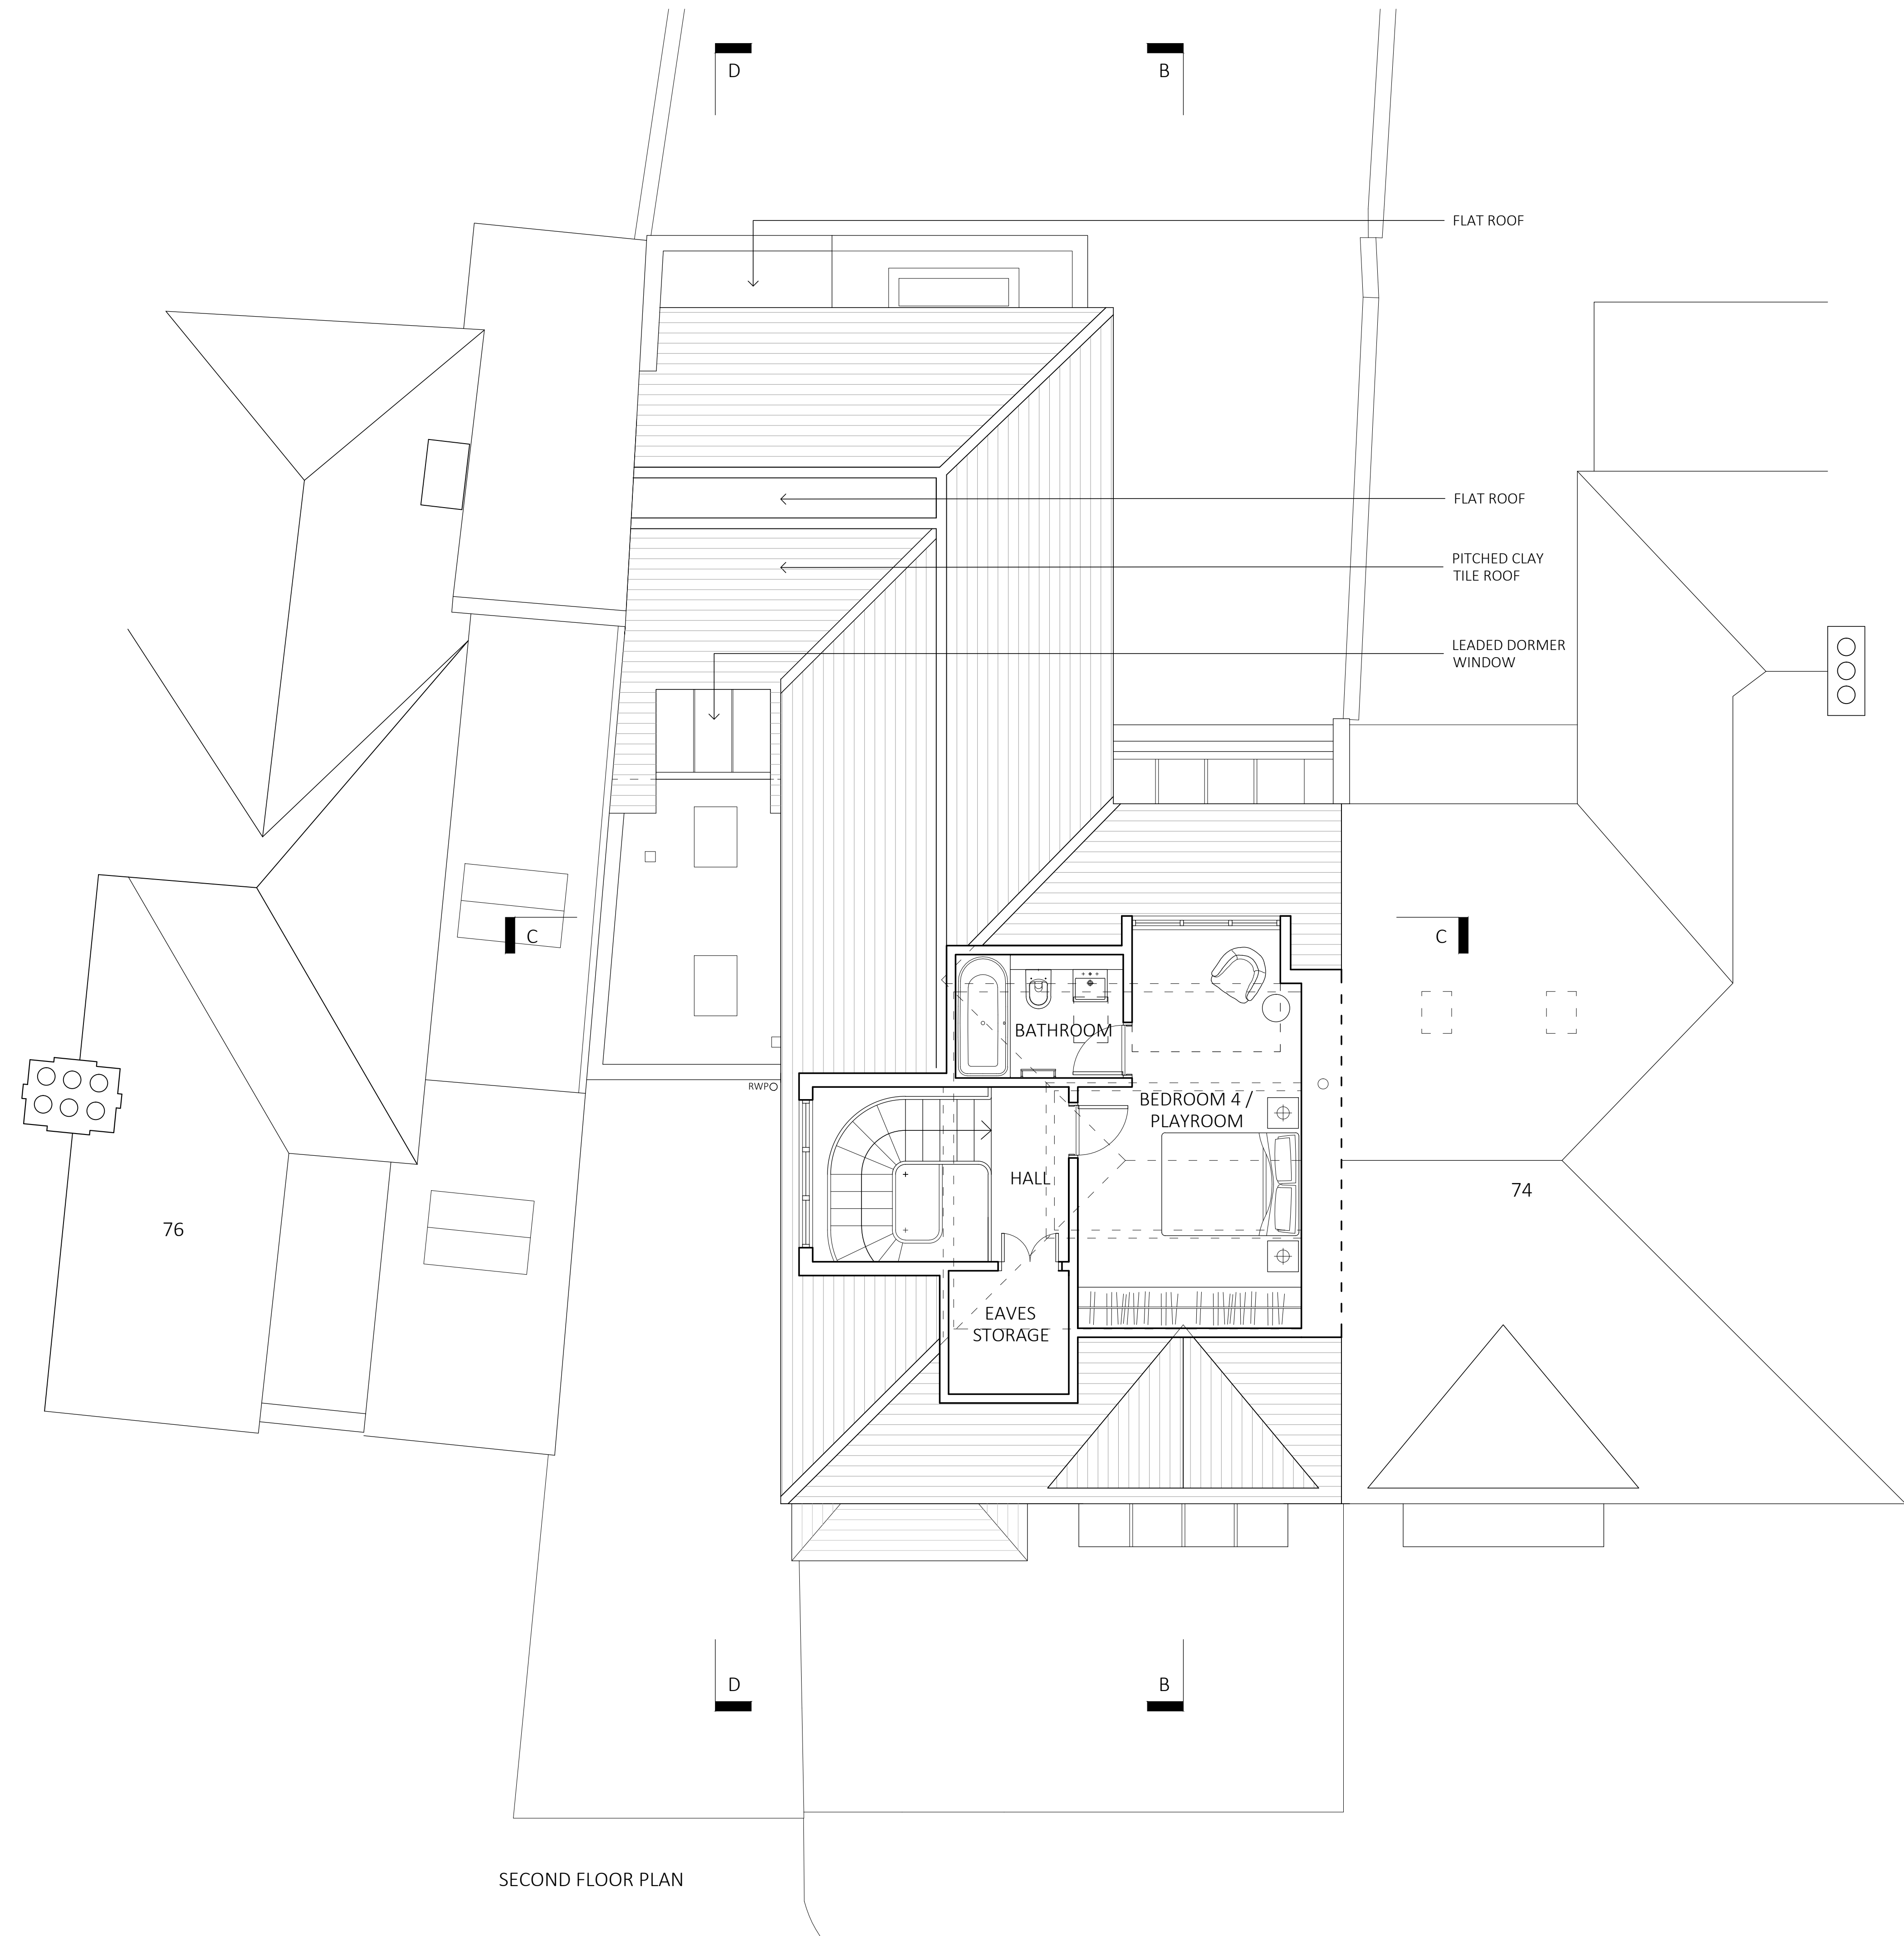 D
B
FLAT ROOF
FLAT ROOF
PITCHED CLAY
TILE ROOF
LEADED DORMER
WINDOW
C
C
BATHROOM
RWP
BEDROOM 4 /
PLAYROOM
HALL
74
76
EAVES
STORAGE
D
B
SECOND FLOOR PLAN